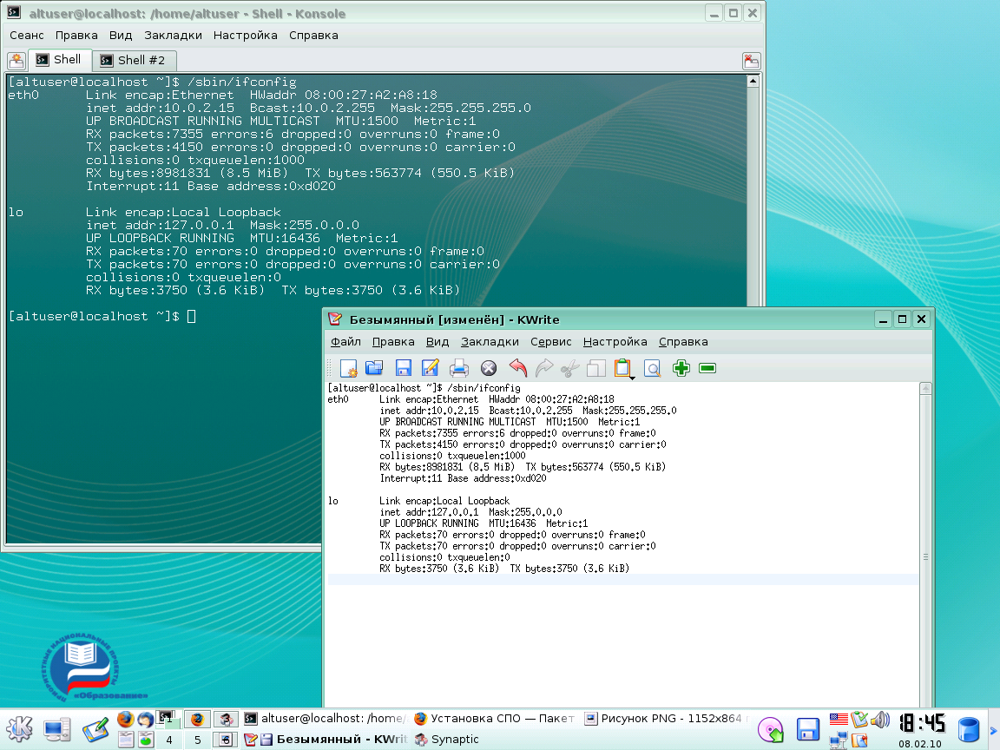 altuser@localhost: /home/altuser - Shell - Konsole
Сеанс Правка Вид Закладки Настройка Справка
Shell Shell #2
[altuser@localhost ~]$ /sbin/ifconfig
eth0 Link encap:Ethernet HWaddr 08:00:27:A2:A8:18
inet addr:10.0.2.15 Bcast:10.0.2.255 Mask:255.255.255.0
UP BROADCAST RUNNING MULTICAST MTU:1500 Metric:1
RX packets:7355 errors:6 dropped:0 overruns:0 frame:0
TX packets:4150 errors:0 dropped:0 overruns:0 carrier:0
collisions:0 txqueuelen:1000
RX bytes:8981831 (8.5 MiB) TX bytes:563774 (550.5 KiB)
Interrupt:11 Base address:0xd020
lo Link encap:Local Loopback
inet addr:127.0.0.1 Mask:255.0.0.0
UP LOOPBACK RUNNING MTU:16436 Metric:1
RX packets:70 errors:0 dropped:0 overruns:0 frame:0
TX packets:70 errors:0 dropped:0 overruns:0 carrier:0
collisions:0 txqueuelen:0
RX bytes:3750 (3.6 KiB) TX bytes:3750 (3.6 KiB)
[altuser@localhost ~]$
Безымянный [изменён] - KWrite
Файл Правка Вид Закладки Сервис Настройка Справка
[altuser@localhost ~]$ /sbin/ifconfig
eth0 Link encap:Ethernet HWaddr 08:00:27:A2:A8:18
inet addr:10.0.2.15 Bcast:10.0.2.255 Mask:255.255.255.0
UP BROADCAST RUNNING MULTICAST MTU:1500 Metric:1
RX packets:7355 errors:6 dropped:0 overruns:0 frame:0
TX packets:4150 errors:0 dropped:0 overruns:0 carrier:0
collisions:0 txqueuelen:1000
RX bytes:8981831 (8.5 MiB) TX bytes:563774 (550.5 KiB)
Interrupt:11 Base address:0xd020
lo Link encap:Local Loopback
inet addr:127.0.0.1 Mask:255.0.0.0
UP LOOPBACK RUNNING MTU:16436 Metric:1
RX packets:70 errors:0 dropped:0 overruns:0 frame:0
TX packets:70 errors:0 dropped:0 overruns:0 carrier:0
collisions:0 txqueuelen:0
RX bytes:3750 (3.6 KiB) TX bytes:3750 (3.6 KiB)
ПРИОРИТЕТНЫЕ НАЦИОНАЛЬНЫЕ ПРОЕКТЫ
«Образование»
1 2 altuser@localhost: /home/ Установка СПО — Пакет Рисунок PNG - 1152x864 18:45
4 5 Безымянный - KWrit Synaptic 08.02.10